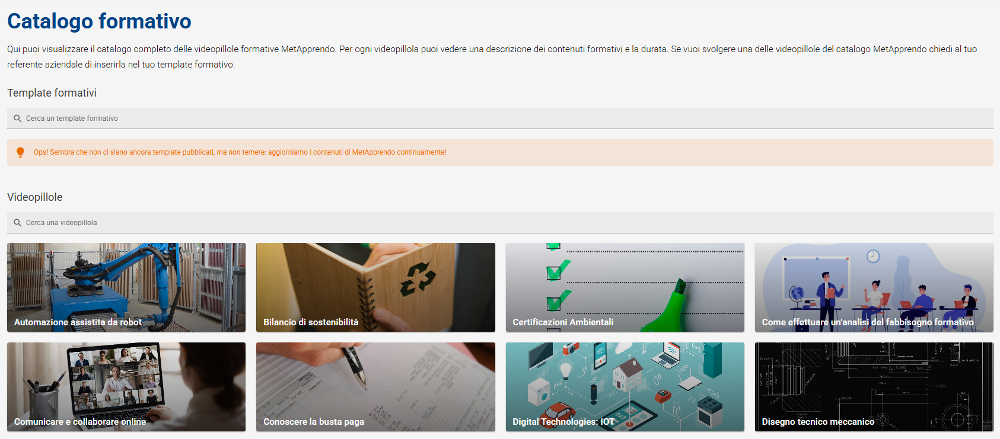 Catalogo formativo
Qui puoi visualizzare il catalogo completo delle videopillole formative MetApprendo. Per ogni videopillola puoi vedere una descrizione dei contenuti formativi e la durata. Se vuoi svolgere una delle videopillole del catalogo MetApprendo chiedi al tuo
referente aziendale di inserirla nel tuo template formativo.
Template formativi
Cerca un template formativo
Ops! Sembra che non ci siano ancora template pubblicati, ma non temere: aggiorniamo i contenuti di MetApprendo continuamente!
Videopillole
Cerca una videopillola
Automazione assistita da robot
Bilancio di sostenibilità
Certificazioni Ambientali
Come effettuare un’analisi del fabbisogno formativo
Comunicare e collaborare online
Conoscere la busta paga
Digital Technologies: IOT
Disegno tecnico meccanico